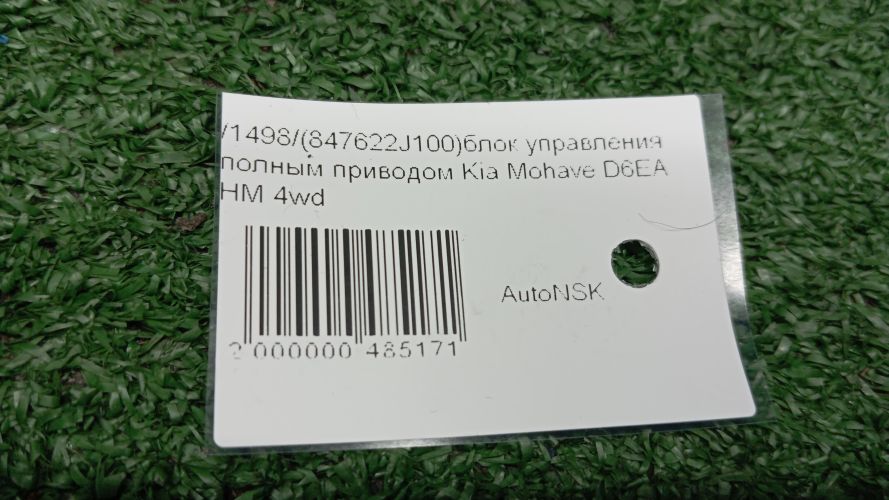 /1498/(847622J100)блок управления
полным приводом Kia Mohave D6EA
HM 4wd
AutoNSK
2 000000 485171